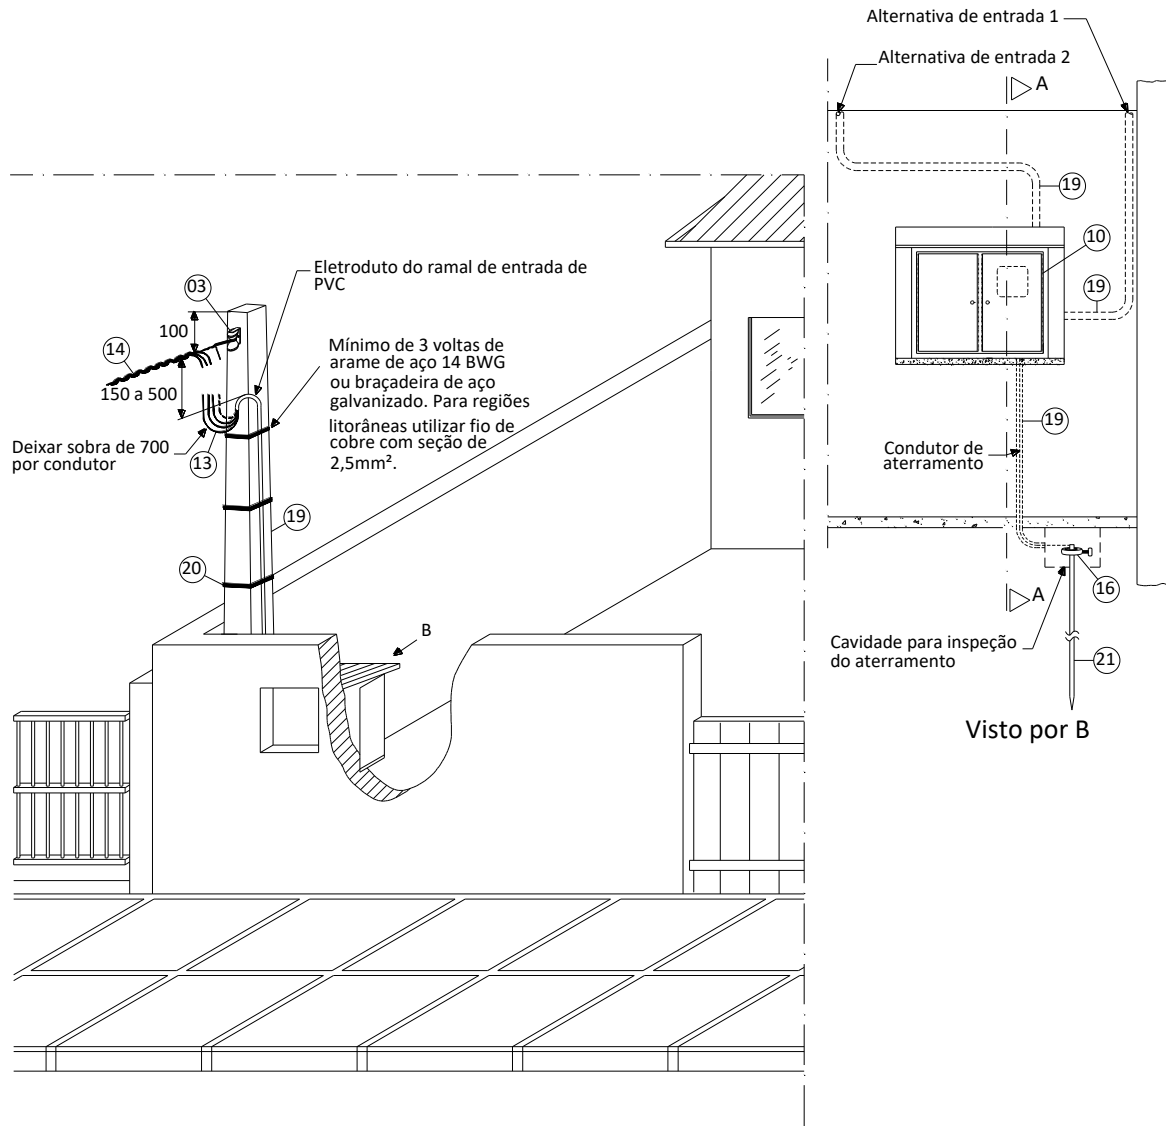 Alternativa de entrada 1
Alternativa de entrada 2
A
19
10
19
19
Condutor de
aterramento
A
16
Cavidade para inspeção
do aterramento
21
Visto por B
Eletroduto do ramal de entrada de
PVC
03
100
14
150 a 500
Mínimo de 3 voltas de
arame de aço 14 BWG
ou braçadeira de aço
galvanizado. Para regiões
litorâneas utilizar fio de
cobre com seção de
2,5mm².
Deixar sobra de 700
por condutor
13
19
20
B